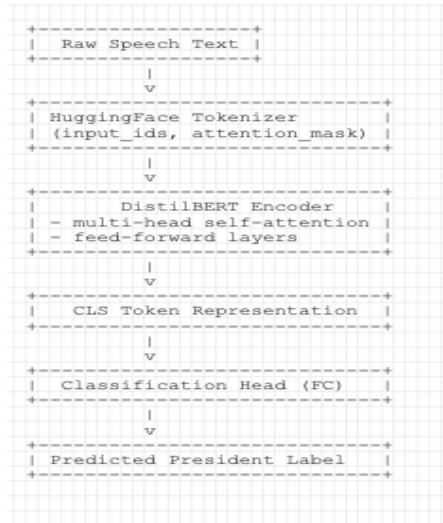 Raw Speech Text
HuggingFace Tokenizer
(input_ids, attention_mask)
DistilBERT Encoder
- multi-head self-attention
- feed-forward layers
CLS Token Representation
Classification Head (FC)
Predicted President Label